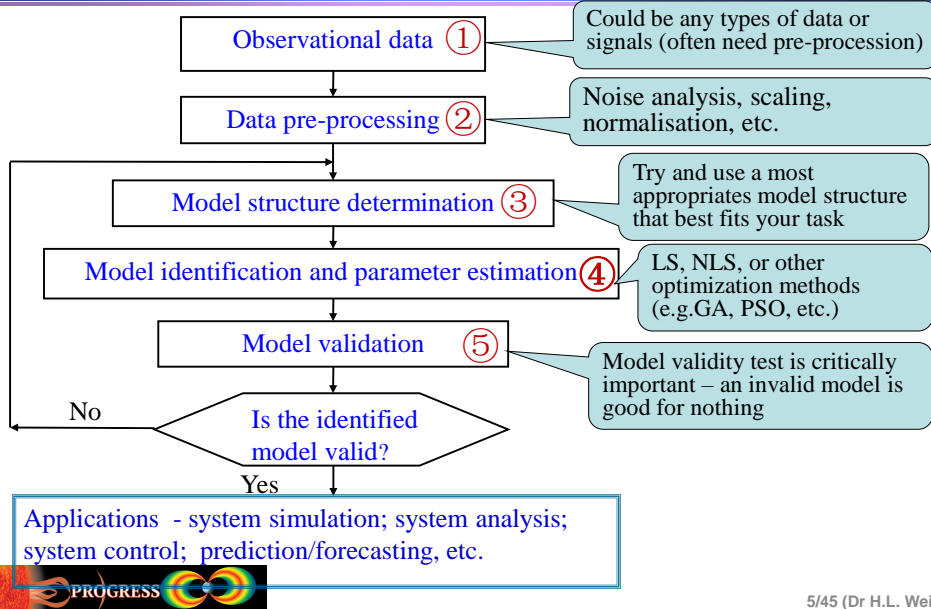 Observational data ①
Could be any types of data or
signals (often need pre-procession)
Data pre-processing ②
Noise analysis, scaling,
normalisation, etc.
Model structure determination ③
Try and use a most
appropriates model structure
that best fits your task
Model identification and parameter estimation ④
LS, NLS, or other
optimization methods
(e.g.GA, PSO, etc.)
Model validation ⑤
Model validity test is critically
important – an invalid model is
good for nothing
No
Is the identified
model valid?
Yes
Applications - system simulation; system analysis;
system control; prediction/forecasting, etc.
PROGRESS
5/45 (Dr H.L. Wei